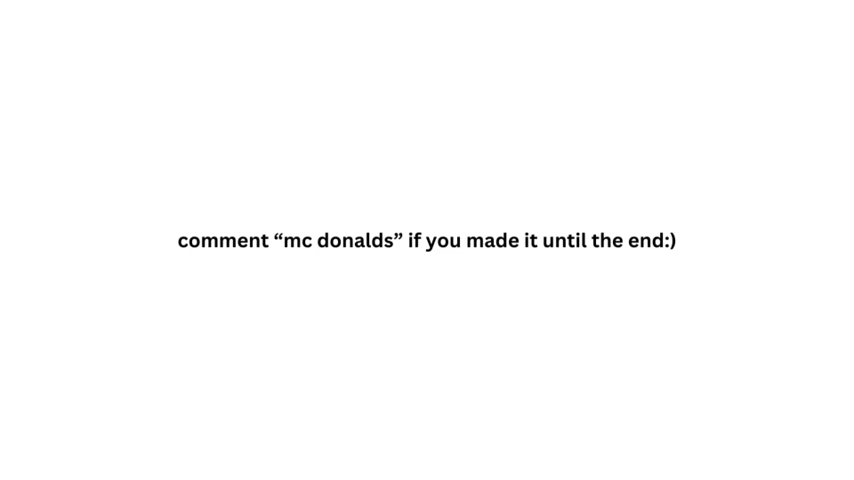 comment “mc donalds” if you made it until the end:)